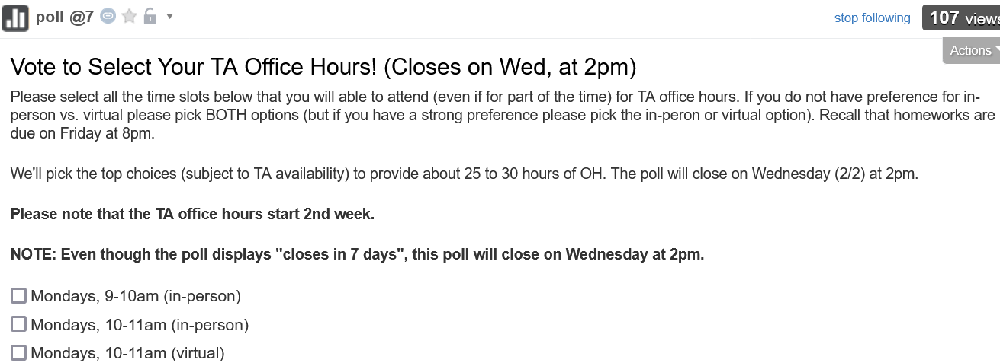 poll @7
stop following
107 views
Actions
Vote to Select Your TA Office Hours! (Closes on Wed, at 2pm)
Please select all the time slots below that you will able to attend (even if for part of the time) for TA office hours. If you do not have preference for in-
person vs. virtual please pick BOTH options (but if you have a strong preference please pick the in-peron or virtual option). Recall that homeworks are
due on Friday at 8pm.
We'll pick the top choices (subject to TA availability) to provide about 25 to 30 hours of OH. The poll will close on Wednesday (2/2) at 2pm.
Please note that the TA office hours start 2nd week.
NOTE: Even though the poll displays "closes in 7 days", this poll will close on Wednesday at 2pm.
Mondays, 9-10am (in-person)
Mondays, 10-11am (in-person)
Mondays, 10-11am (virtual)